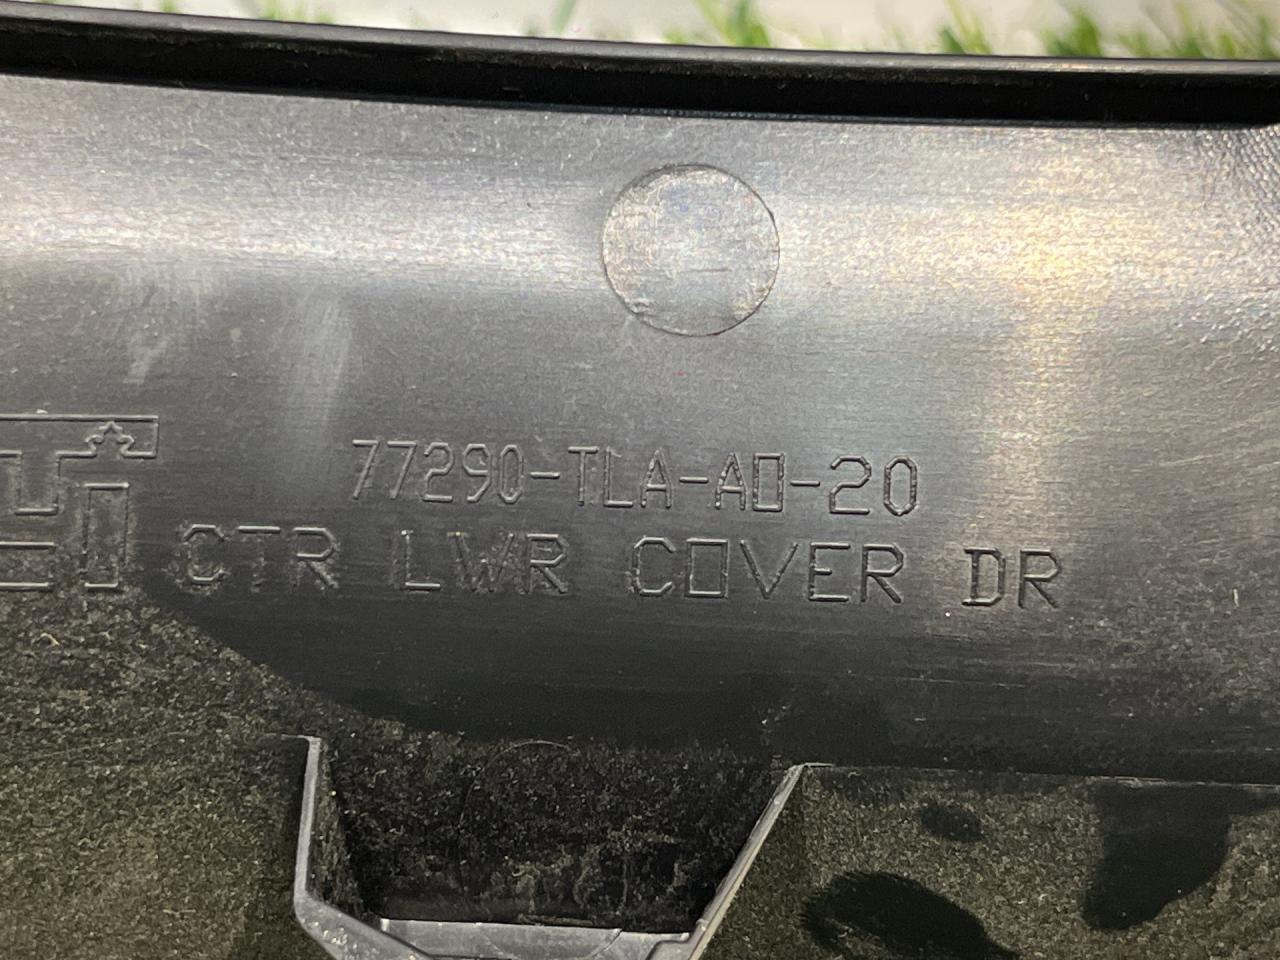 77290-TLA-A0-20
CTR LWR COVER DR